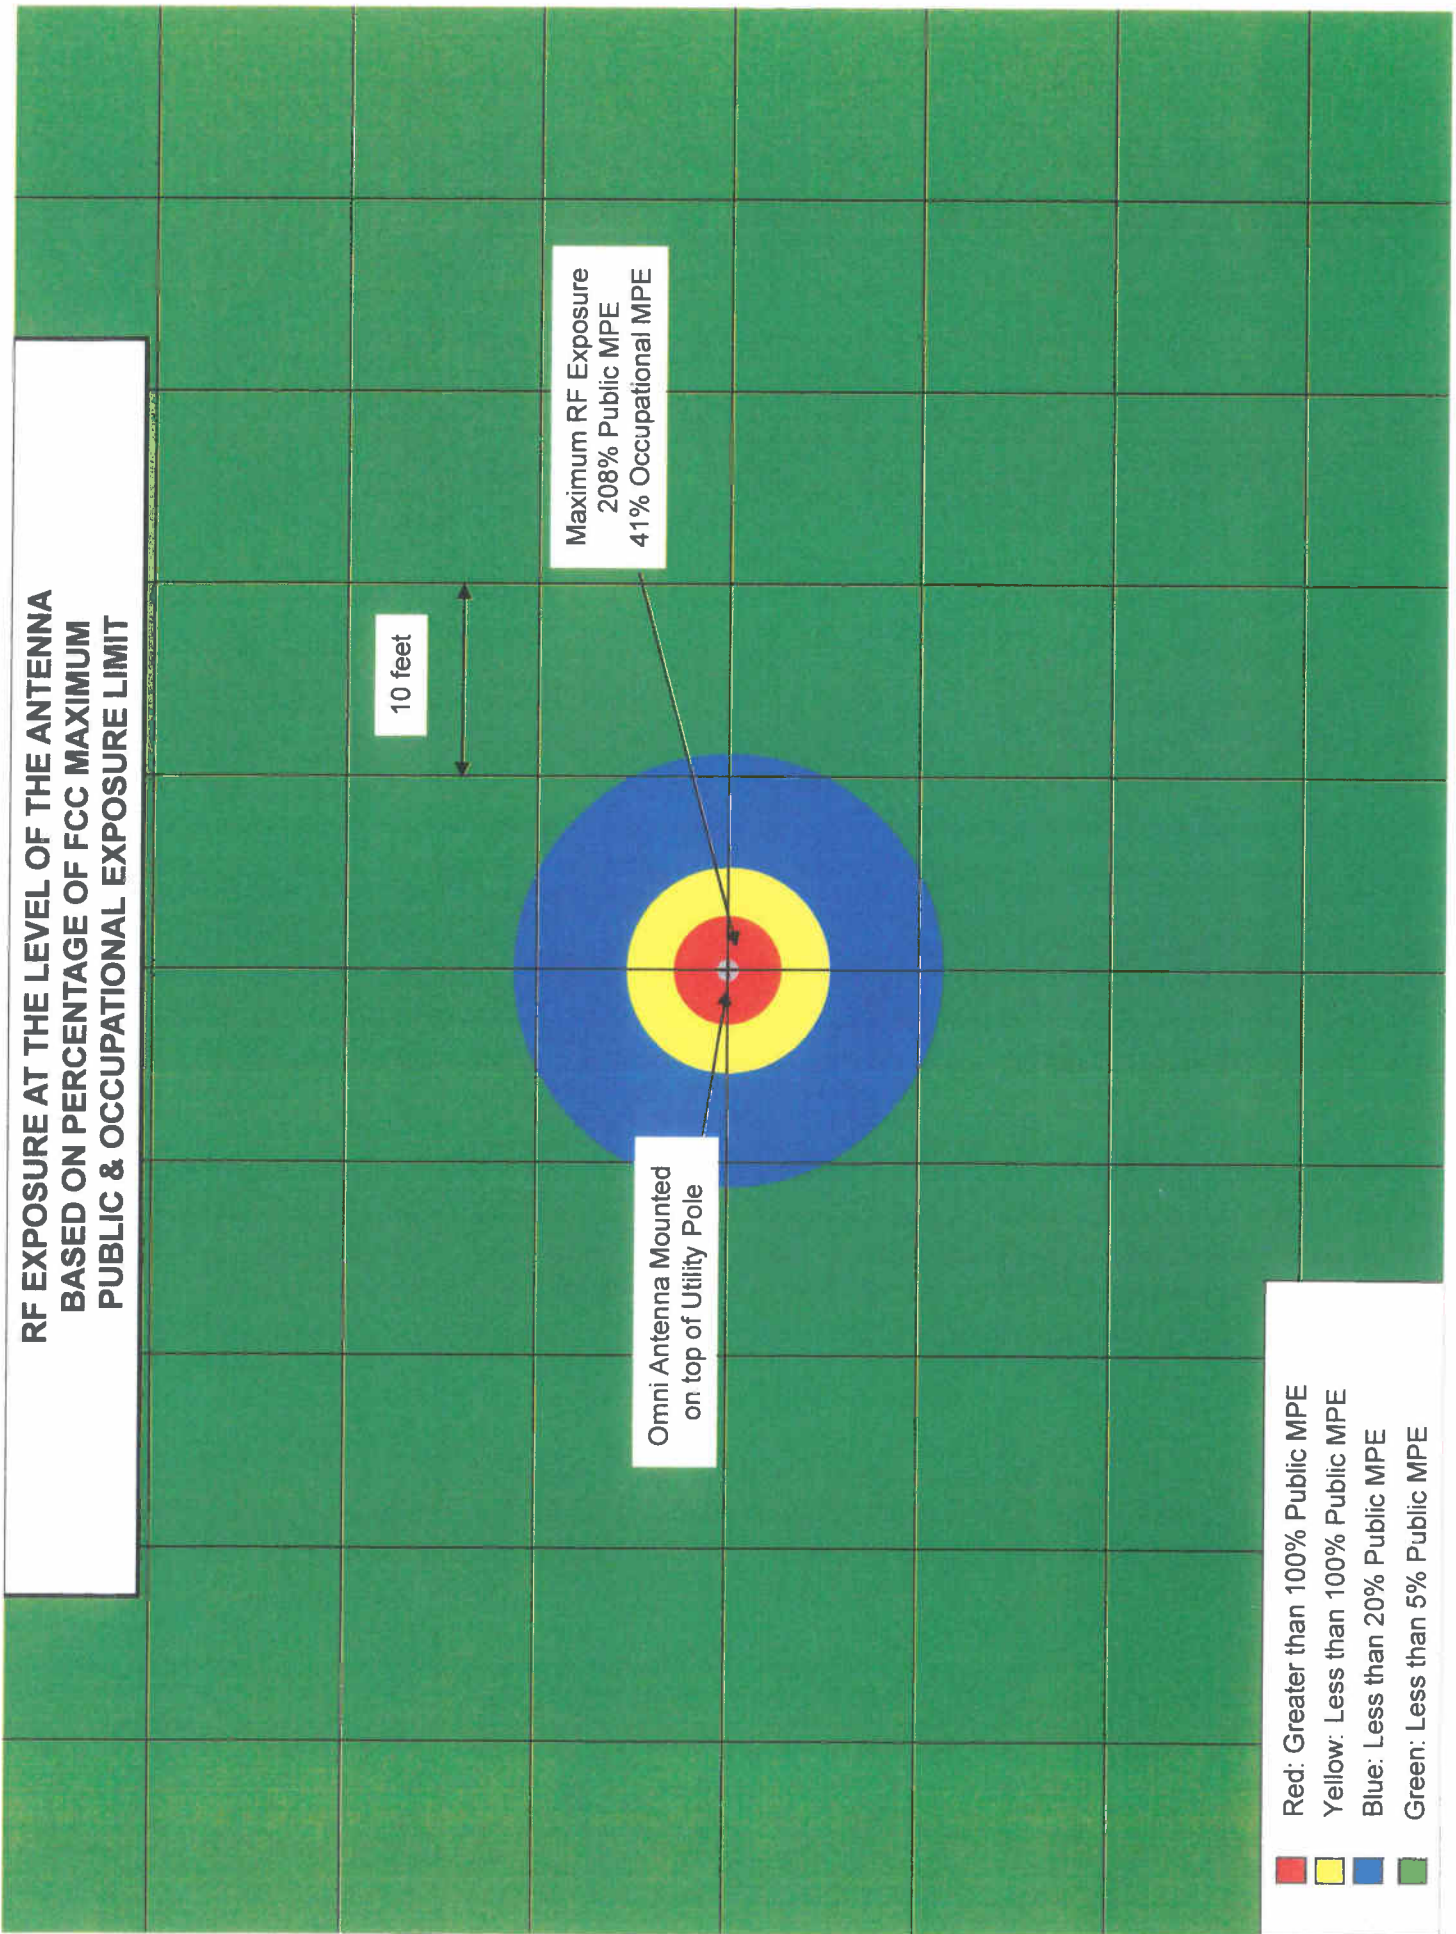 RF EXPOSURE AT THE LEVEL OF THE ANTENNA
BASED ON PERCENTAGE OF FCC MAXIMUM
PUBLIC & OCCUPATIONAL EXPOSURE LIMIT
10 feet
Maximum RF Exposure
208% Public MPE
41% Occupational MPE
Omni Antenna Mounted
on top of Utility Pole
Red: Greater than 100% Public MPE
Yellow: Less than 100% Public MPE
Blue: Less than 20% Public MPE
Green: Less than 5% Public MPE